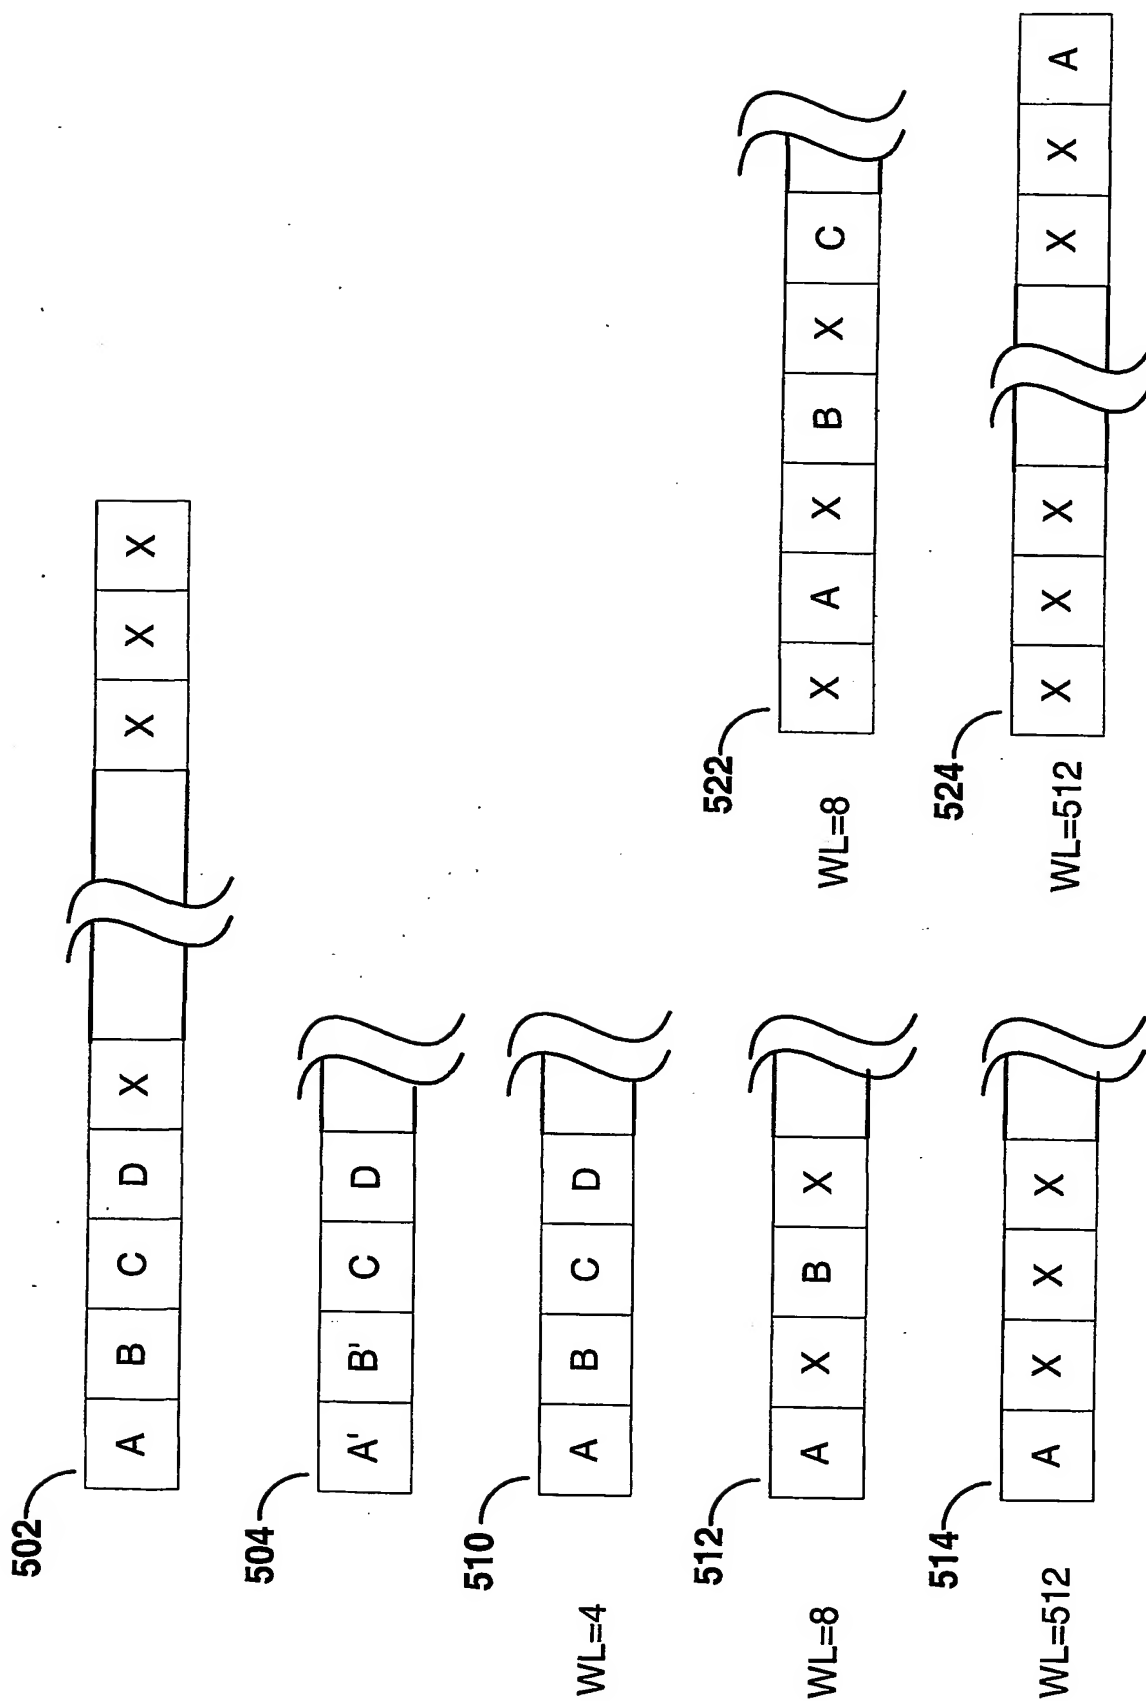 502
A B C D X X X X
504
A' B' C D
510
WL=4
A B C D
512
WL=8
A X B X
514
WL=512
A X X X
522
WL=8
X A X B X C
524
WL=512
X X X X X A